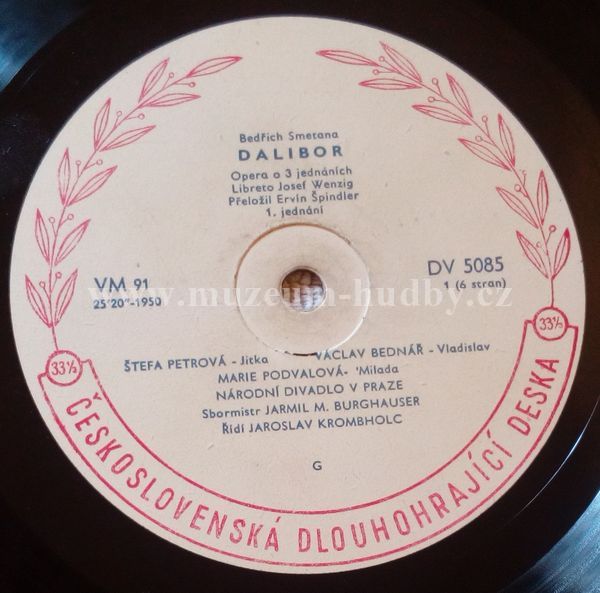 Bedřich Smetana
DALIBOR
Opera o 3 jednáních
Libreto Josef Wenzig
Přeložil Ervín Špindler
1. jednání
VM 91
25'20"-1950
DV 5085
1 (6 stran)
www.muzeum-hudby.cz
ŠTEFA PETROVÁ - Jitka VÁCLAV BEDNÁŘ - Vladislav
MARIE PODVALOVÁ- 'Milada
NÁRODNÍ DIVADLO V PRAZE
Sbormistr JARMIL M. BURGHAUSER
Řídí JAROSLAV KROMBHOLC
G
33⅓
33⅓
ČESKOSLOVENSKÁ DLOUHOHRAJÍCÍ DESKA